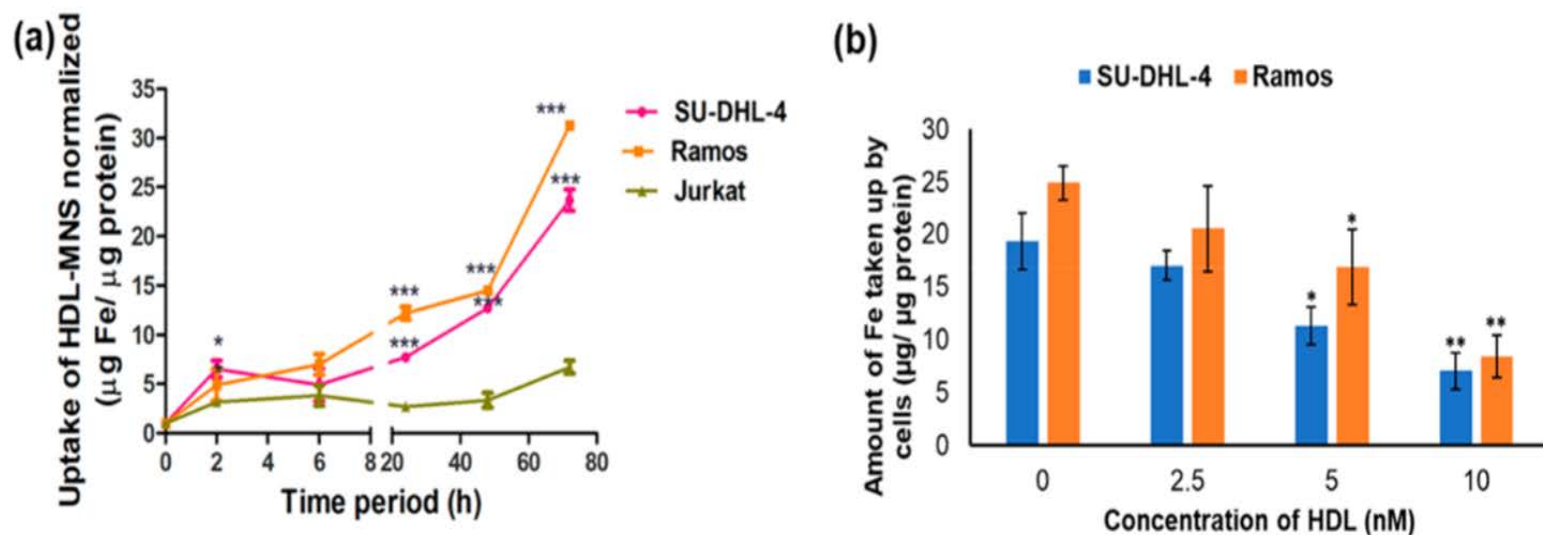 (a)
Uptake of HDL-MNS normalized
(µg Fe/ µg protein)
35
30
25
20
15
10
5
0
*
*
***
***
***
***
***
***
0 2 4 6 8 20 40 60 80
Time period (h)
SU-DHL-4
Ramos
Jurkat
(b)
SU-DHL-4 Ramos
Amount of Fe taken up by
cells (µg/ µg protein)
30
25
20
15
10
5
0
*
*
**
**
0 2.5 5 10
Concentration of HDL (nM)